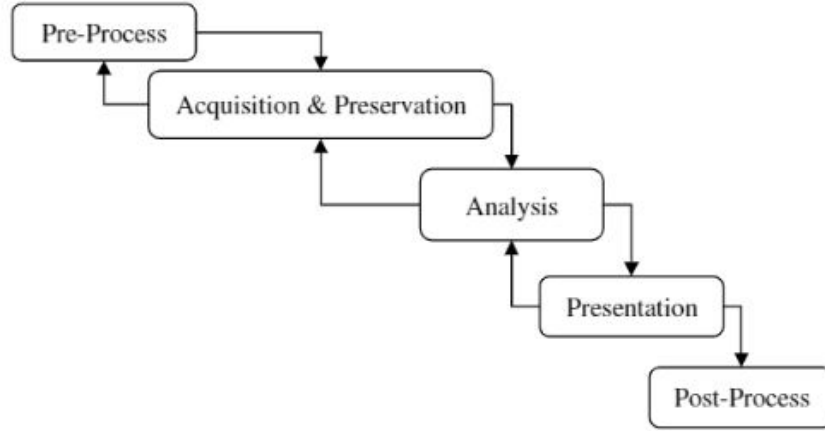 Pre-Process
Acquisition & Preservation
Analysis
Presentation
Post-Process